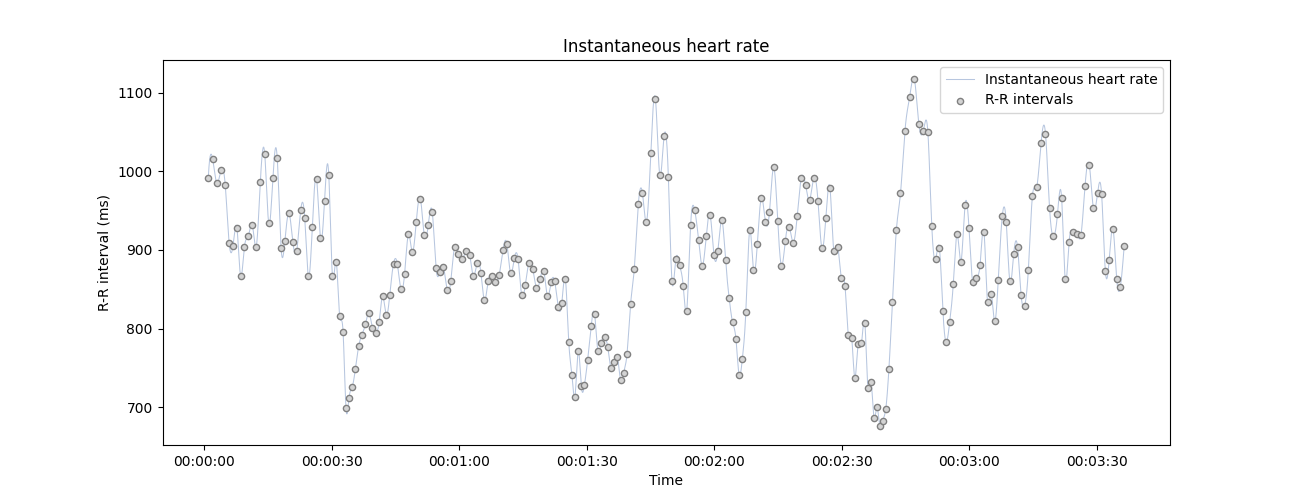 Instantaneous heart rate
Instantaneous heart rate
R-R intervals
R-R interval (ms)
1100
1000
900
800
700
00:00:00 00:00:30 00:01:00 00:01:30 00:02:00 00:02:30 00:03:00 00:03:30
Time